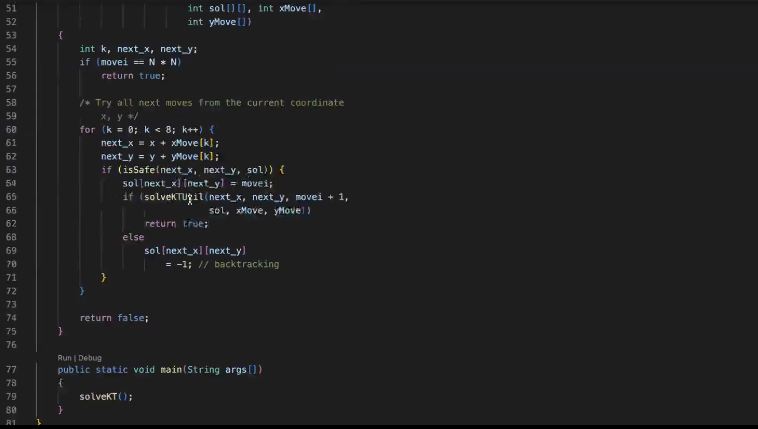 51 int sol[][], int xMove[],
52 int yMove[])
53 {
54 int k, next_x, next_y;
55 if (movei == N * N)
56 return true;
57
58 /* Try all next moves from the current coordinate
59 x, y */
60 for (k = 0; k < 8; k++) {
61 next_x = x + xMove[k];
62 next_y = y + yMove[k];
63 if (isSafe(next_x, next_y, sol)) {
64 sol[next_x][next_y] = movei;
65 if (solveKTUtil(next_x, next_y, movei + 1,
66 sol, xMove, yMove))
62 return true;
68 else
69 sol[next_x][next_y]
70 = -1; // backtracking
71 }
72 }
73
74 return false;
75 }
76
Run | Debug
77 public static void main(String args[])
78 {
79 solveKT();
80 }
81 }